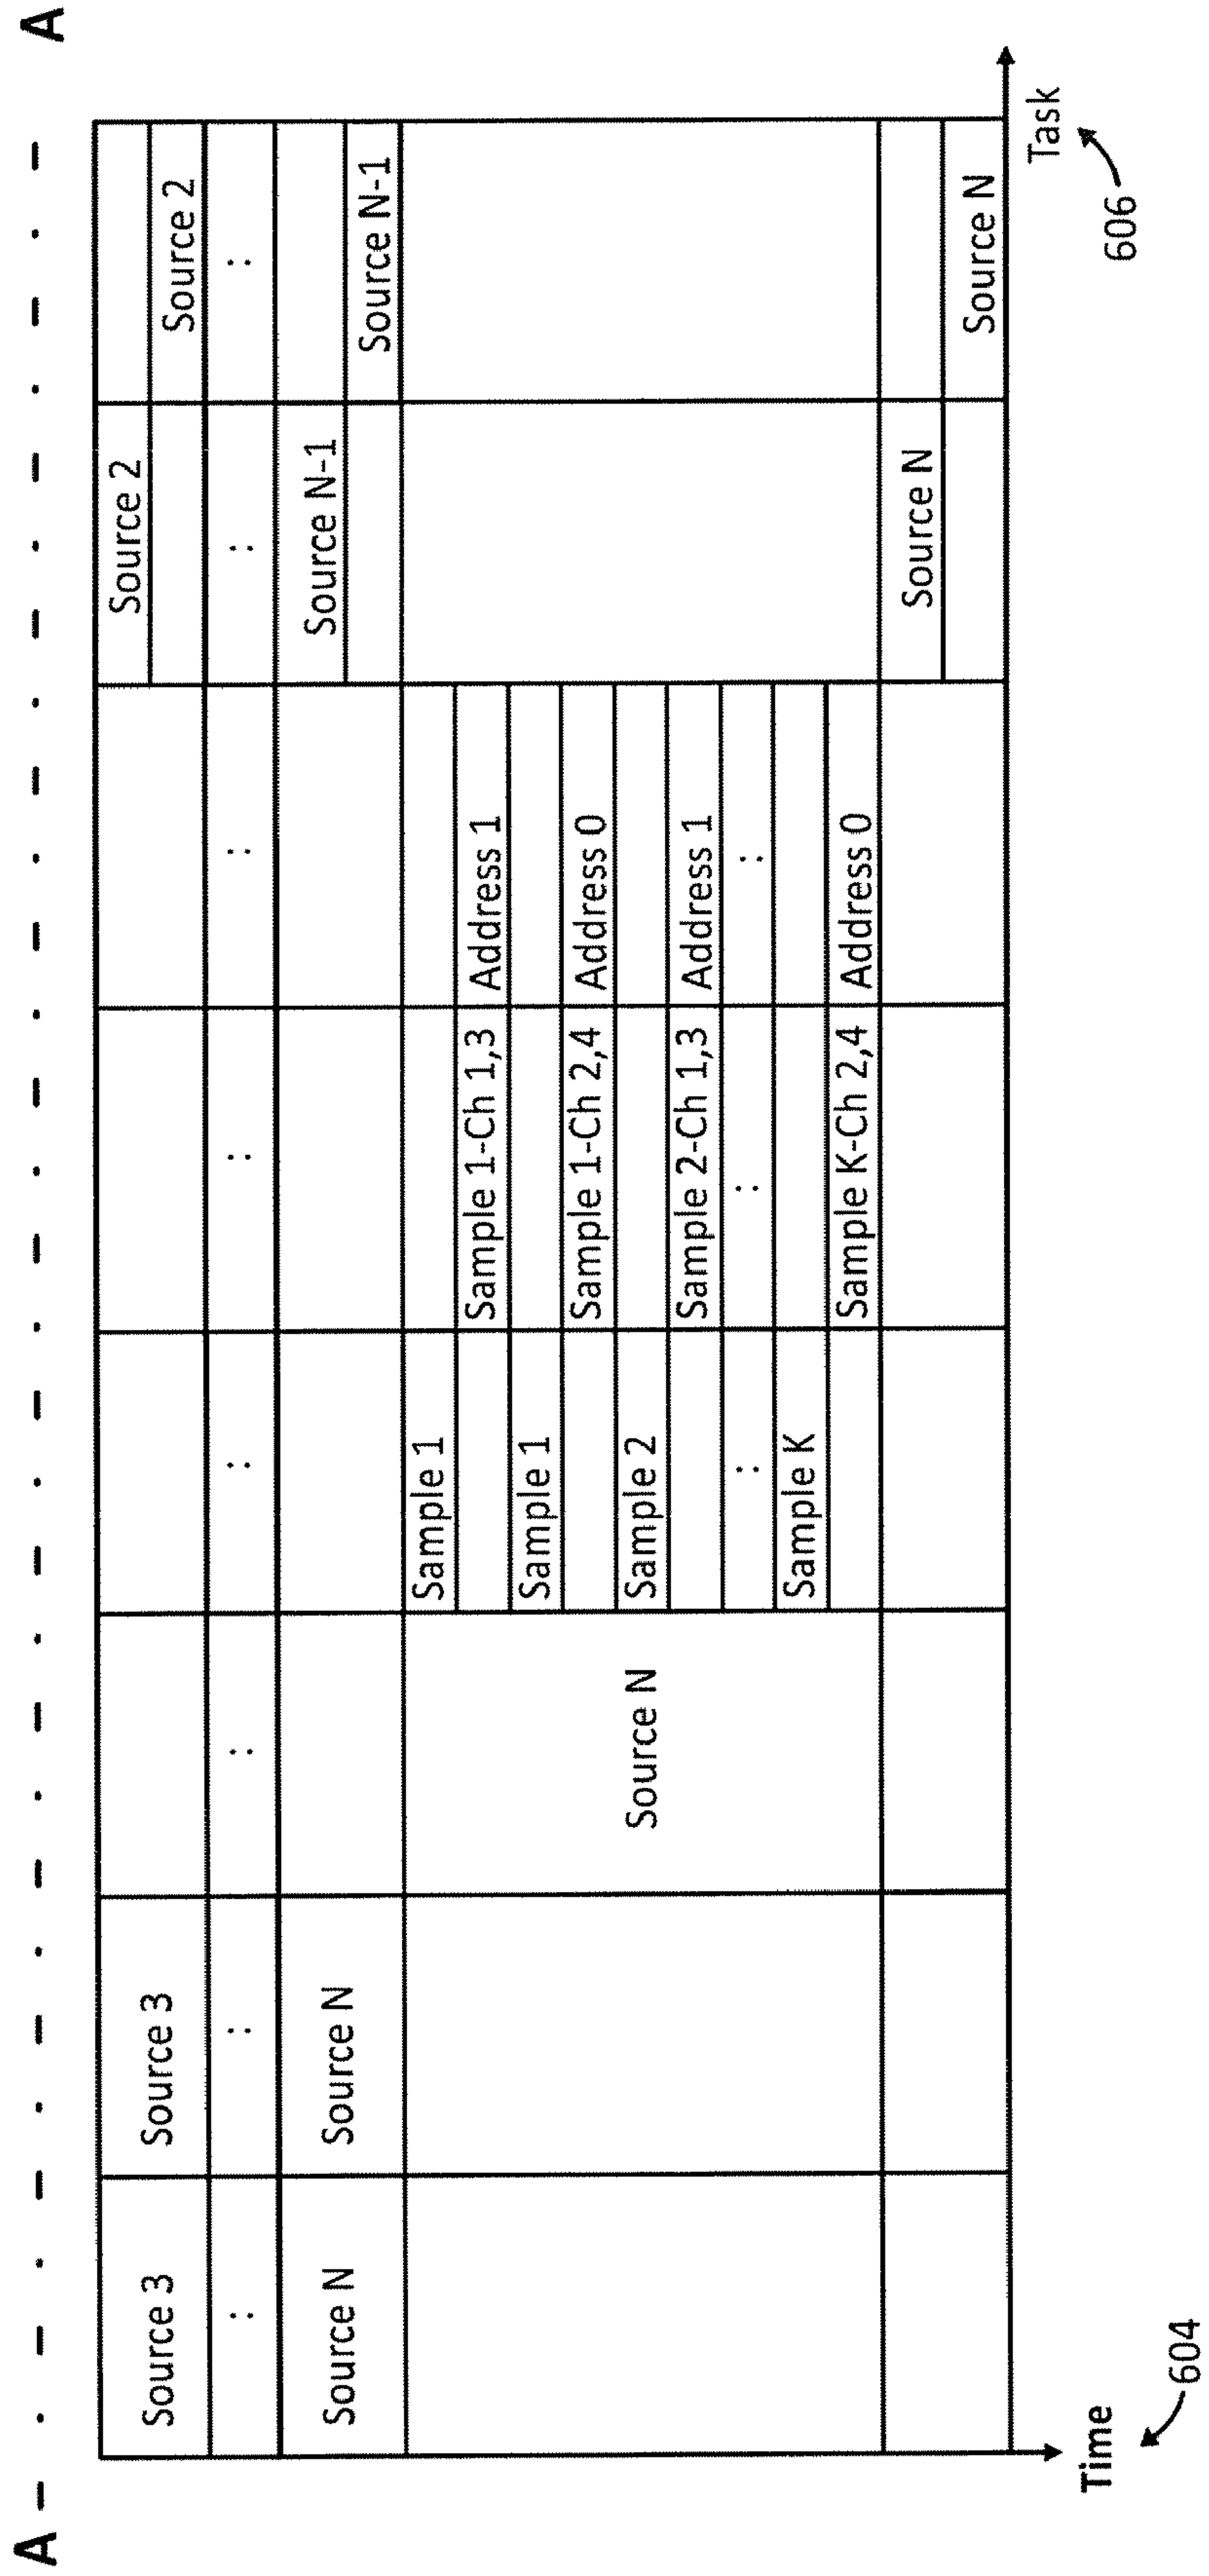 A - · - · - · - · - · - · - · - A
Source 3 Source 3 Source 2
Source 2
: : : : : : : :
Source N Source N Source N-1
Source N-1
Sample 1
Sample 1-Ch 1,3 Address 1
Sample 1
Sample 1-Ch 2,4 Address 0
Source N Sample 2
Sample 2-Ch 1,3 Address 1
: : :
Sample K
Sample K-Ch 2,4 Address 0
Source N
Source N
Task
Time
606
604